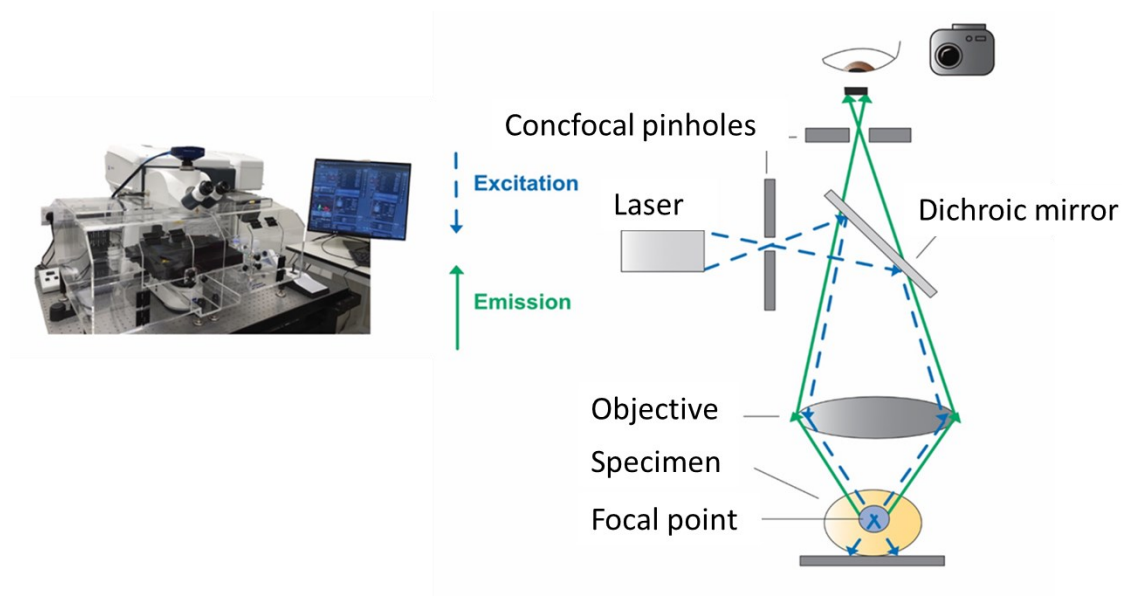 Concfocal pinholes
Excitation
Laser
Dichroic mirror
Emission
Objective
Specimen
Focal point